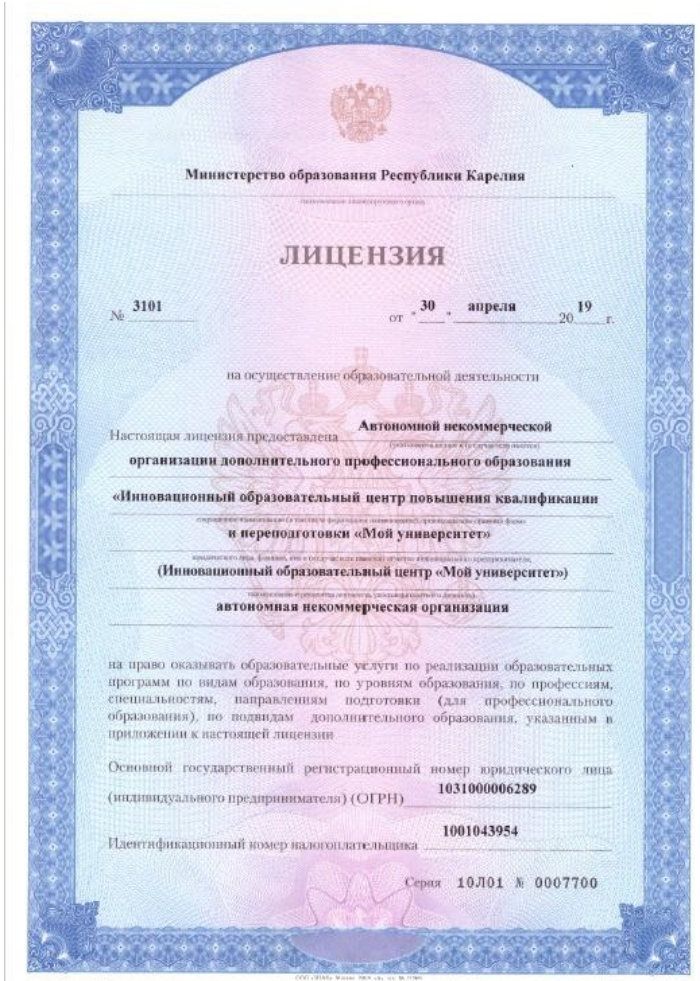 Министерство образования Республики Карелия
наименование лицензирующего органа
ЛИЦЕНЗИЯ
№ 3101 от " 30 " апреля 20 19 г.
на осуществление образовательной деятельности
Настоящая лицензия предоставлена Автономной некоммерческой
организации дополнительного профессионального образования
«Инновационный образовательный центр повышения квалификации
и переподготовки «Мой университет»
(Инновационный образовательный центр «Мой университет»)
автономная некоммерческая организация
на право оказывать образовательные услуги по реализации образовательных
программ по видам образования, по уровням образования, по профессиям,
специальностям, направлениям подготовки (для профессионального
образования), по подвидам дополнительного образования, указанным в
приложении к настоящей лицензии
Основной государственный регистрационный номер юридического лица
(индивидуального предпринимателя) (ОГРН) 1031000006289
Идентификационный номер налогоплательщика 1001043954
Серия 10Л01 № 0007700